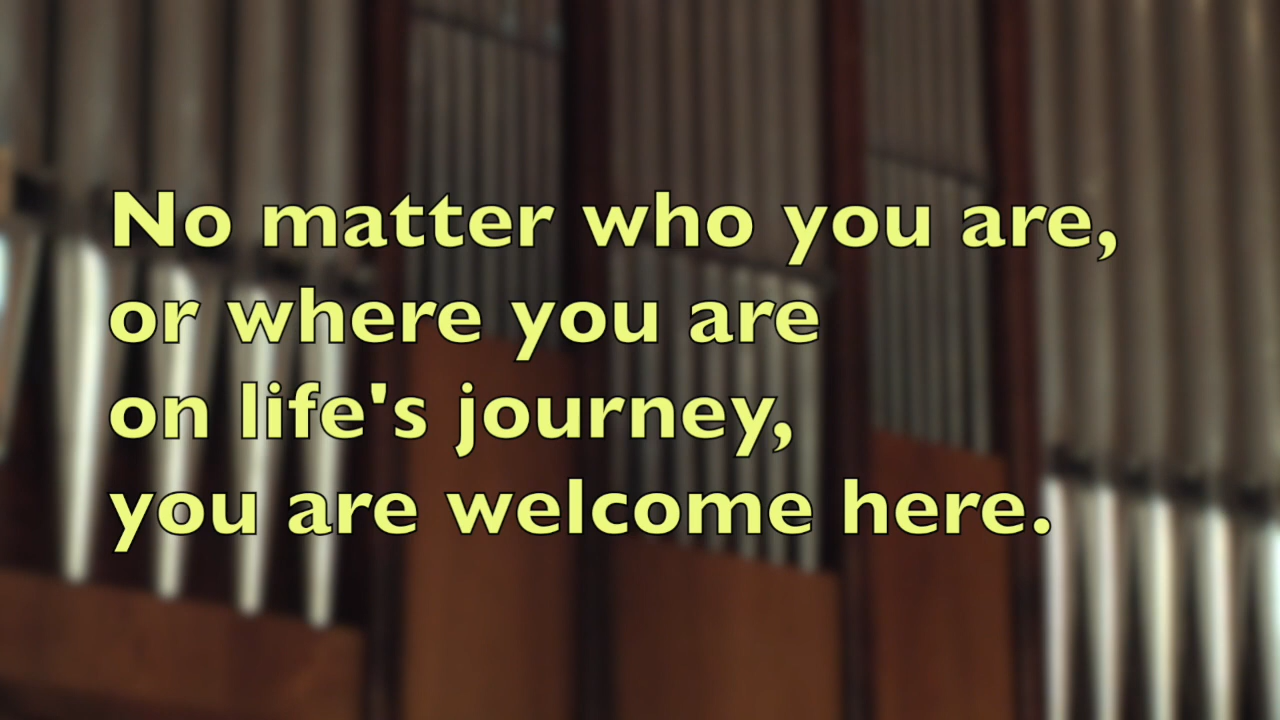 No matter who you are,
or where you are
on life's journey,
you are welcome here.